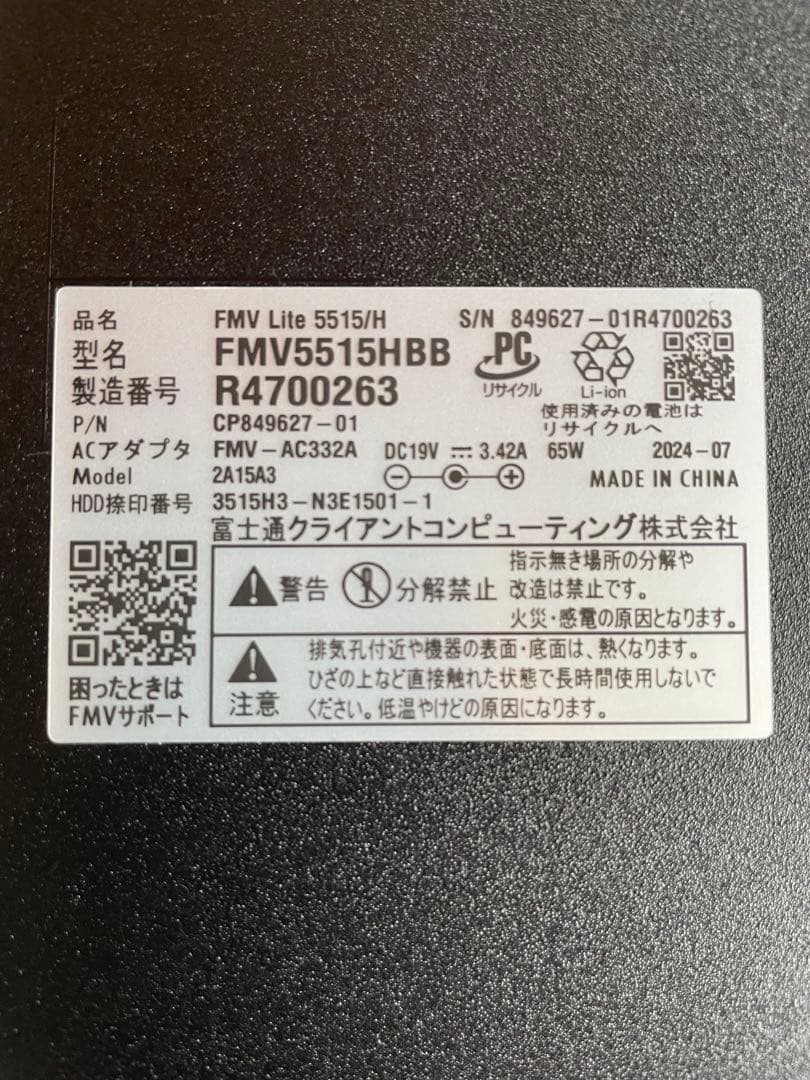 品名 FMV Lite 5515/H S/N 849627-01R4700263
型名 FMV5515HBB
製造番号 R4700263
PC
リサイクル
Li-ion
使用済みの電池は
リサイクルへ
P/N CP849627-01
ACアダプタ FMV-AC332A DC19V 3.42A 65W 2024-07
Model 2A15A3 MADE IN CHINA
HDD捺印番号 3515H3-N3E1501-1
富士通クライアントコンピューティング株式会社
警告 分解禁止
指示無き場所の分解や
改造は禁止です。
火災・感電の原因となります。
注意
排気孔付近や機器の表面・底面は、熱くなります。
ひざの上など直接触れた状態で長時間使用しないで
ください。低温やけどの原因になります。
困ったときは
FMVサポート